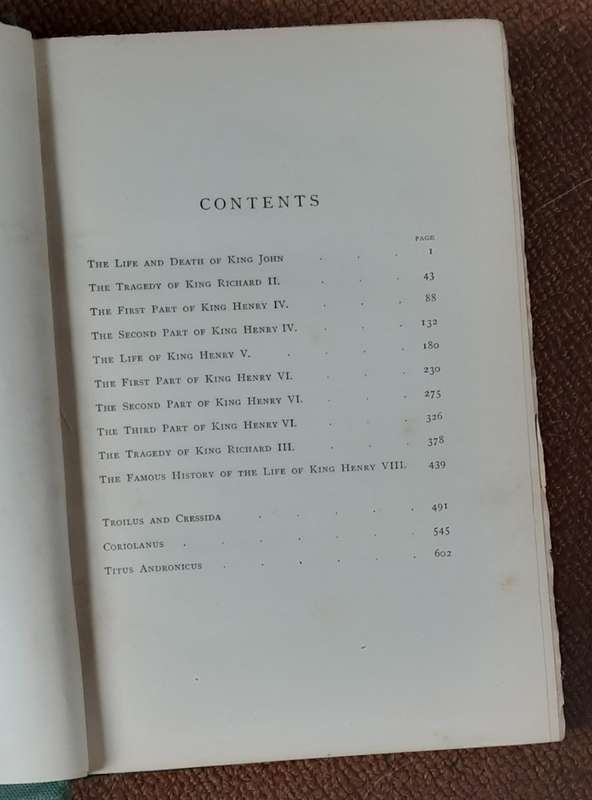 CONTENTS
PAGE
The Life and Death of King John . . . 1
The Tragedy of King Richard II. . . . 43
The First Part of King Henry IV. . . . 88
The Second Part of King Henry IV. . . . 132
The Life of King Henry V. . . . . 180
The First Part of King Henry VI. . . . 230
The Second Part of King Henry VI. . . . 275
The Third Part of King Henry VI. . . . 326
The Tragedy of King Richard III. . . . 378
The Famous History of the Life of King Henry VIII. 439
Troilus and Cressida . . . . . 491
Coriolanus . . . . . . 545
Titus Andronicus . . . . . . 602